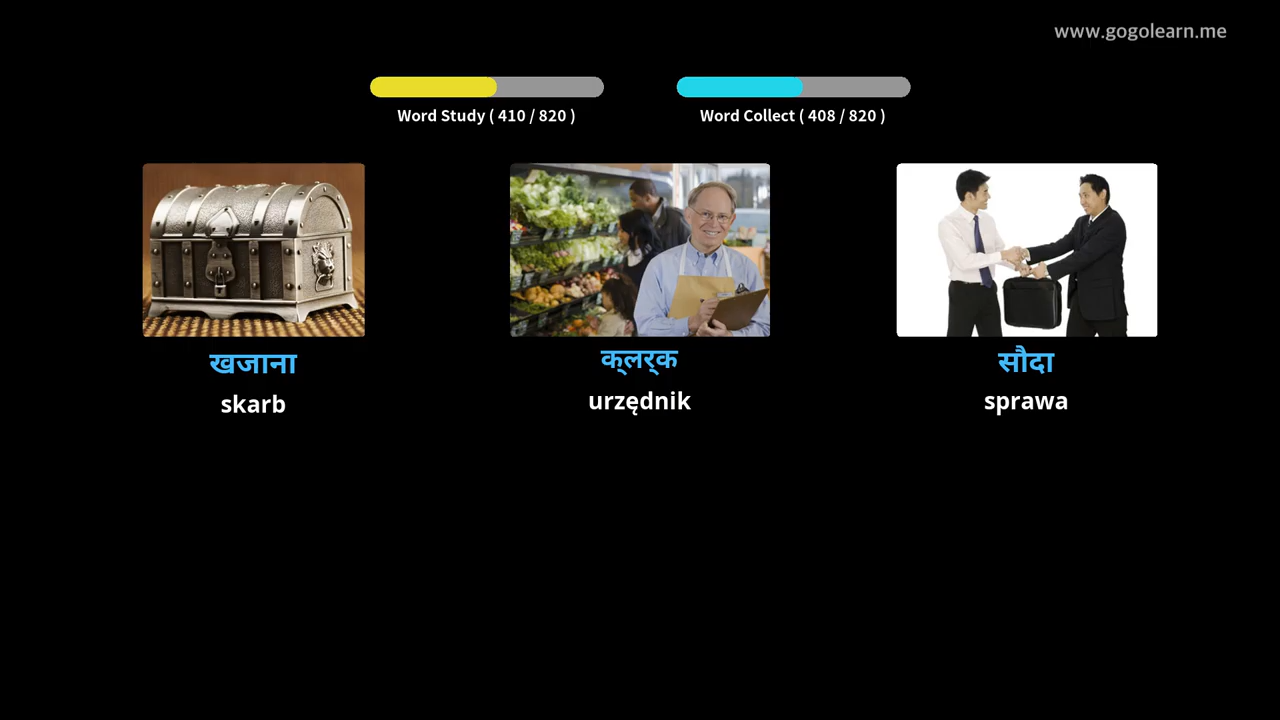 www.gogolearn.me
Word Study ( 410 / 820 )
Word Collect ( 408 / 820 )
खजाना
क्लर्क
सौदा
skarb
urzędnik
sprawa